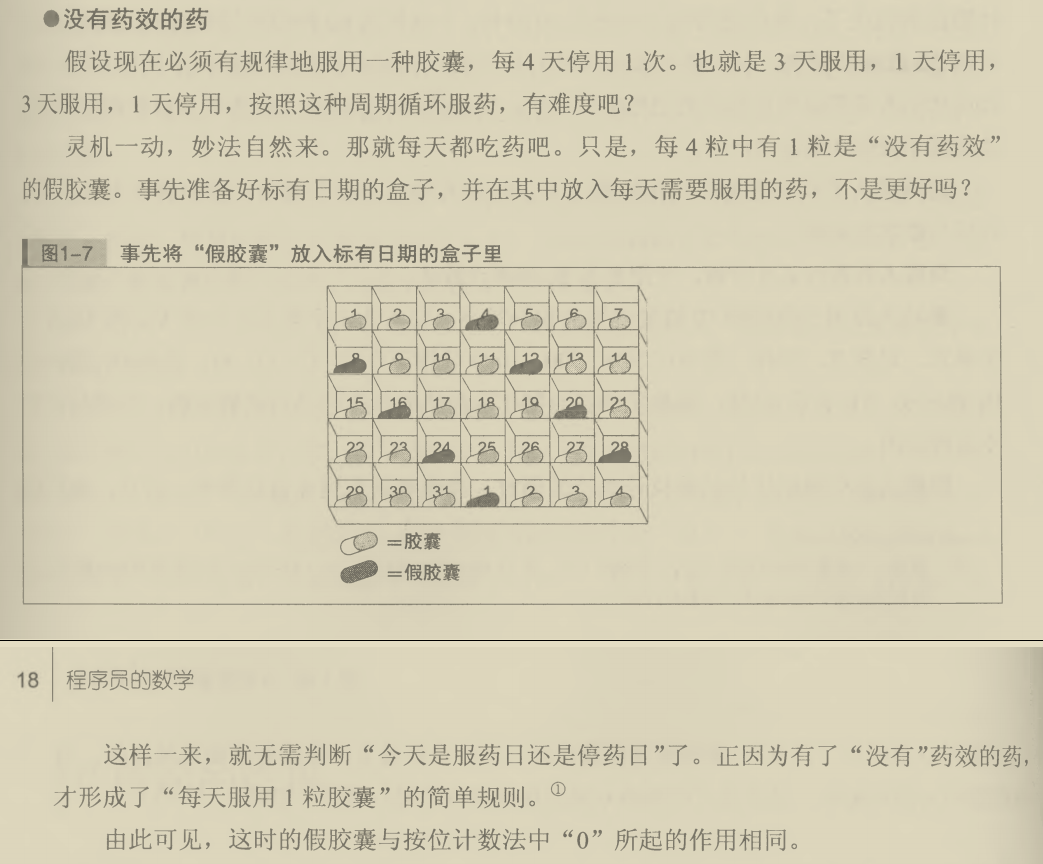 ●没有药效的药
假设现在必须有规律地服用一种胶囊，每 4 天停用 1 次。也就是 3 天服用，1 天停用，
3 天服用，1 天停用，按照这种周期循环服药，有难度吧？
灵机一动，妙法自然来。那就每天都吃药吧。只是，每 4 粒中有 1 粒是“没有药效”
的假胶囊。事先准备好标有日期的盒子，并在其中放入每天需要服用的药，不是更好吗？
图1-7 事先将“假胶囊”放入标有日期的盒子里
1 2 3 4 5 6 7
8 9 10 11 12 13 14
15 16 17 18 19 20 21
22 23 24 25 26 27 28
29 30 31 1 2 3 4
=胶囊
=假胶囊
18 程序员的数学
这样一来，就无需判断“今天是服药日还是停药日”了。正因为有了“没有”药效的药，
才形成了“每天服用 1 粒胶囊”的简单规则。①
由此可见，这时的假胶囊与按位计数法中“0”所起的作用相同。